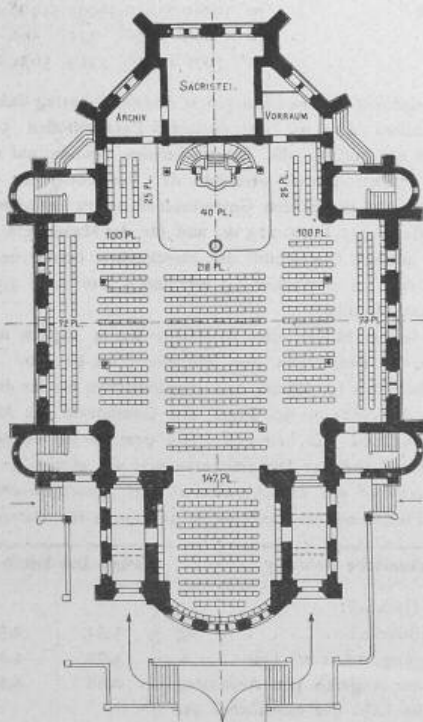 SACRISTEI.
ARCHIV
VORRAUM
25 PL.
25 PL.
40 PL.
100 PL.
100 PL.
218 PL.
72 PL.
72 PL.
147 PL.